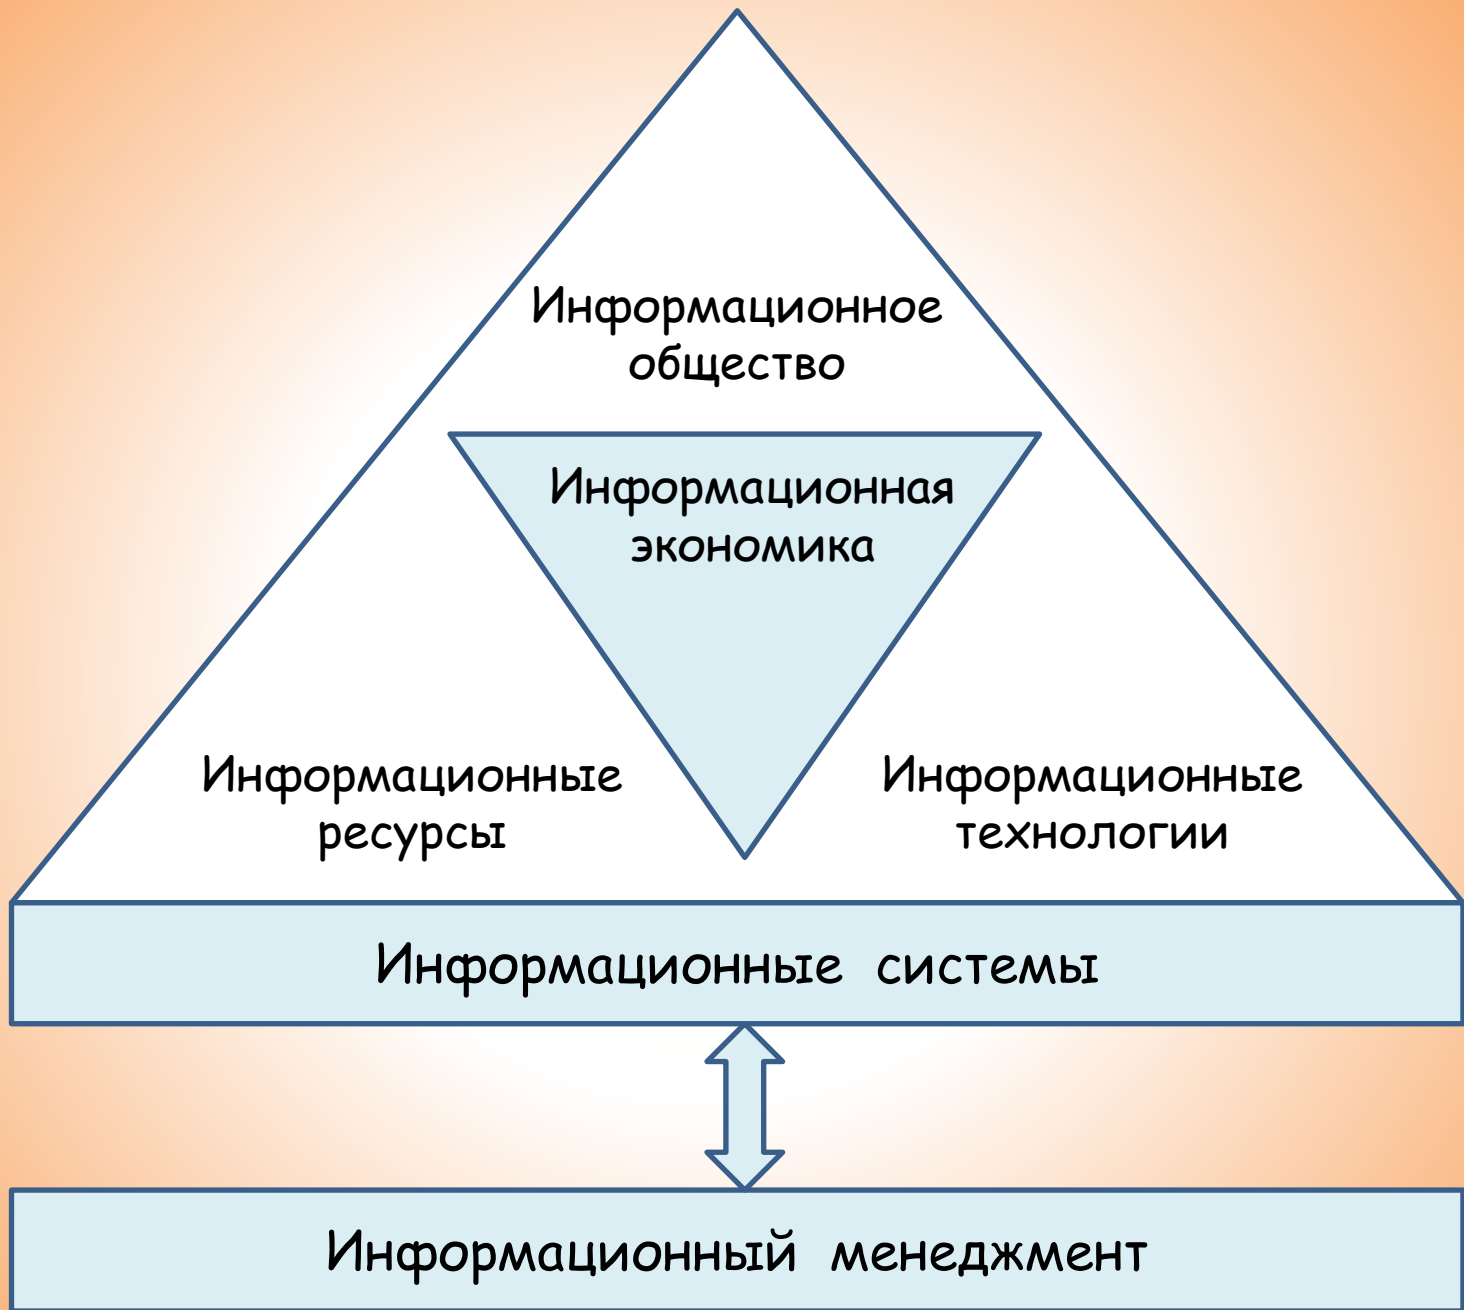 Информационное
общество
Информационная
экономика
Информационные
ресурсы
Информационные
технологии
Информационные системы
Информационный менеджмент